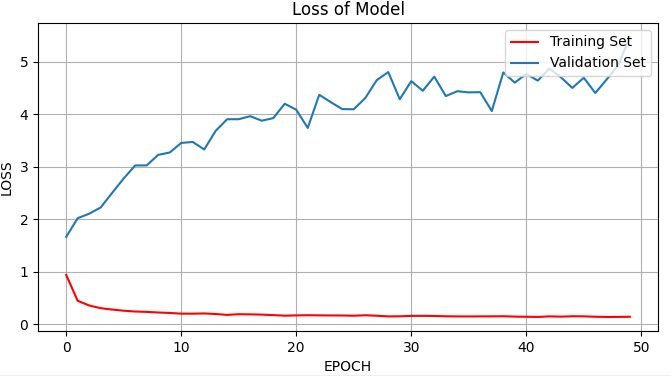 Loss of Model
Training Set
Validation Set
LOSS
5
4
3
2
1
0
0 10 20 30 40 50
EPOCH